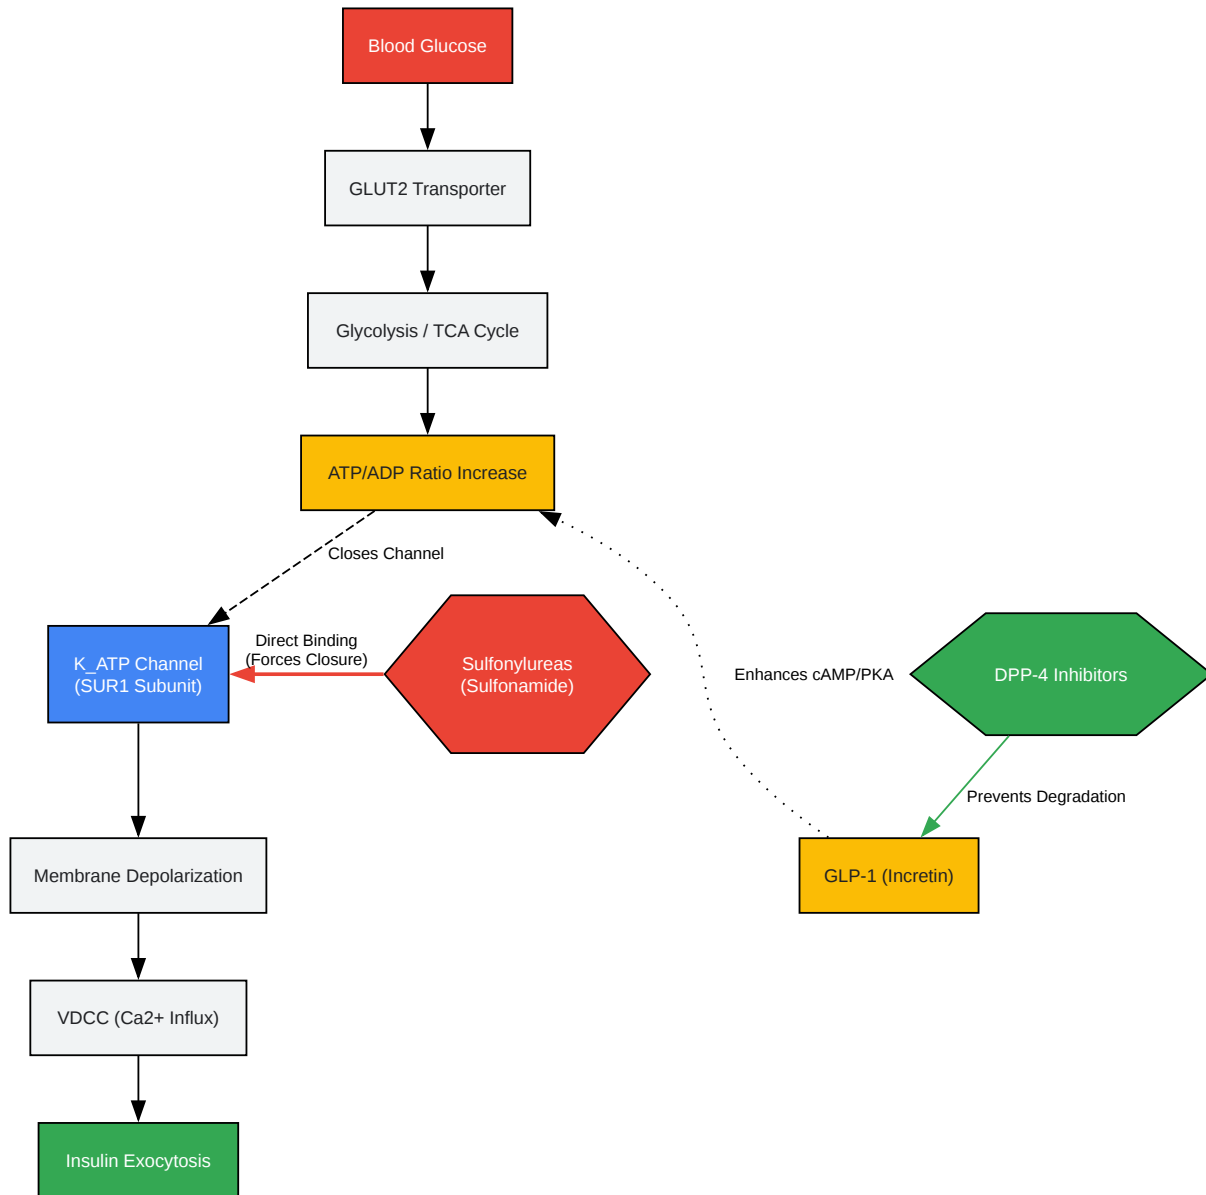 Blood Glucose
GLUT2 Transporter
Glycolysis / TCA Cycle
ATP/ADP Ratio Increase
Closes Channel
K_ATP Channel
(SUR1 Subunit)
Direct Binding
(Forces Closure)
Sulfonylureas
(Sulfonamide)
Enhances cAMP/PKA
DPP-4 Inhibitors
Prevents Degradation
Membrane Depolarization
GLP-1 (Incretin)
VDCC (Ca2+ Influx)
Insulin Exocytosis